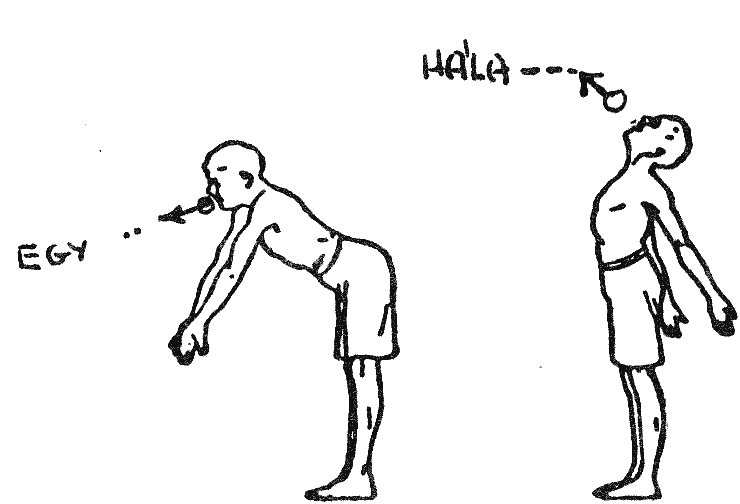 HÁLA ----
EGY ..